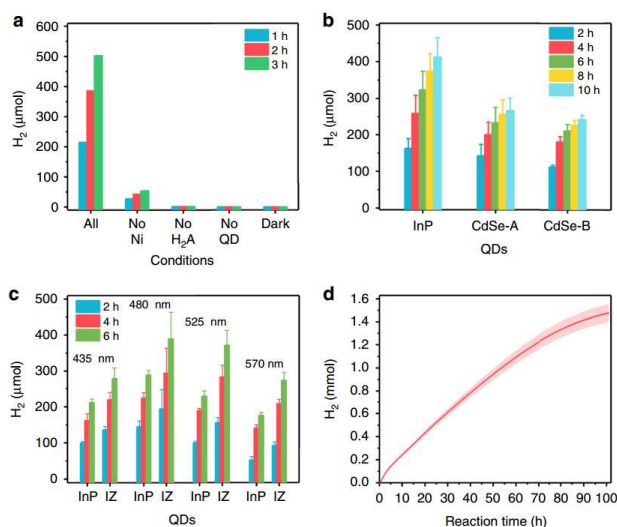 a
600
500
400
300
200
100
0
H2 (μmol)
1 h
2 h
3 h
All
No Ni
No H2A
No QD
Dark
Conditions
b
500
400
300
200
100
0
H2 (μmol)
2 h
4 h
6 h
8 h
10 h
InP
CdSe-A
CdSe-B
QDs
c
500
400
300
200
100
0
H2 (μmol)
2 h
4 h
6 h
435 nm
480 nm
525 nm
570 nm
InP IZ InP IZ InP IZ InP IZ
QDs
d
1.6
1.4
1.2
1.0
0.8
0.6
0.4
0.2
0.0
H2 (mmol)
0 10 20 30 40 50 60 70 80 90 100
Reaction time (h)